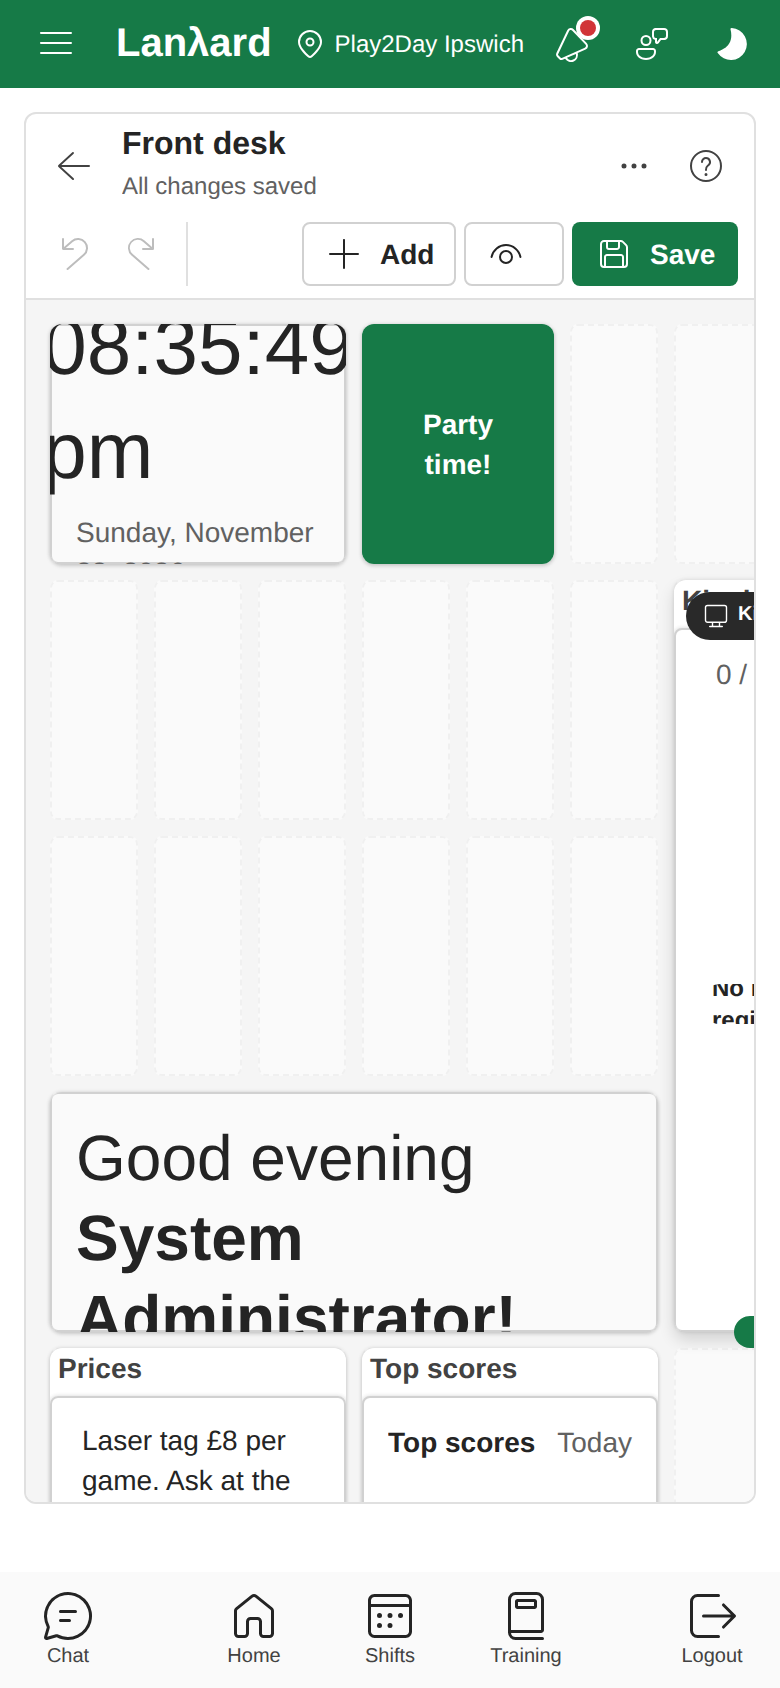 Lanλard
Play2Day Ipswich
Front desk
All changes saved
Add
Save
08:35:49
pm
Sunday, November
Party
time!
K
0 /
No
regi
Good evening
System
Administrator!
Prices
Top scores
Laser tag £8 per
game. Ask at the
Top scores Today
Chat
Home
Shifts
Training
Logout